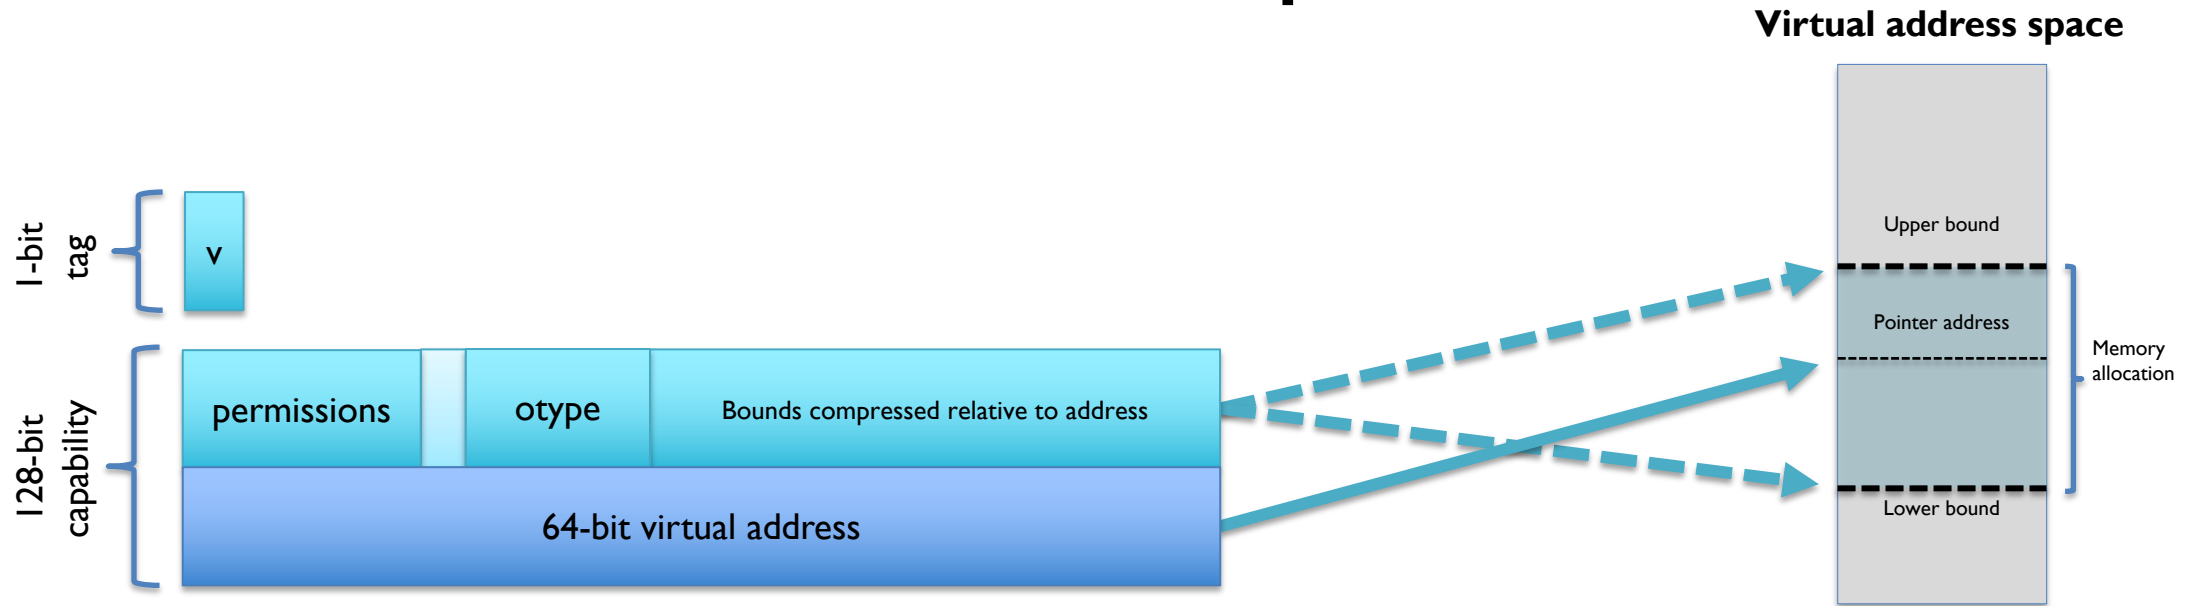 Virtual address space
1-bit
tag
v
128-bit
capability
permissions
otype
Bounds compressed relative to address
64-bit virtual address
Upper bound
Pointer address
Memory
allocation
Lower bound